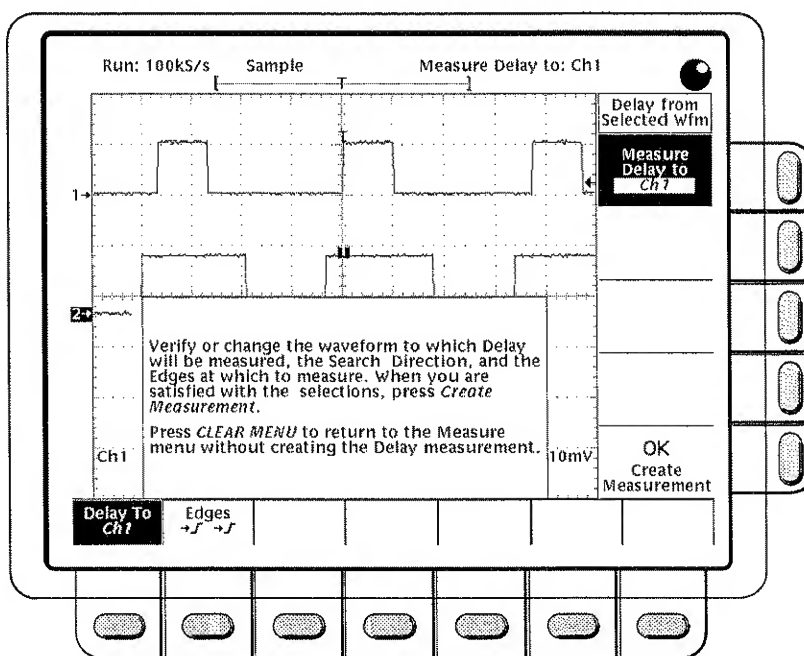 Run: 100kS/s Sample Measure Delay to: Ch1
[ T ]
Delay from
Selected Wfm
Measure
Delay to
Ch1
T
1→
T
2→
Verify or change the waveform to which Delay
will be measured, the Search Direction, and the
Edges at which to measure. When you are
satisfied with the selections, press Create
Measurement.
Press CLEAR MENU to return to the Measure
menu without creating the Delay measurement.
Ch1
10mV
OK
Create
Measurement
Delay To
Ch1
Edges